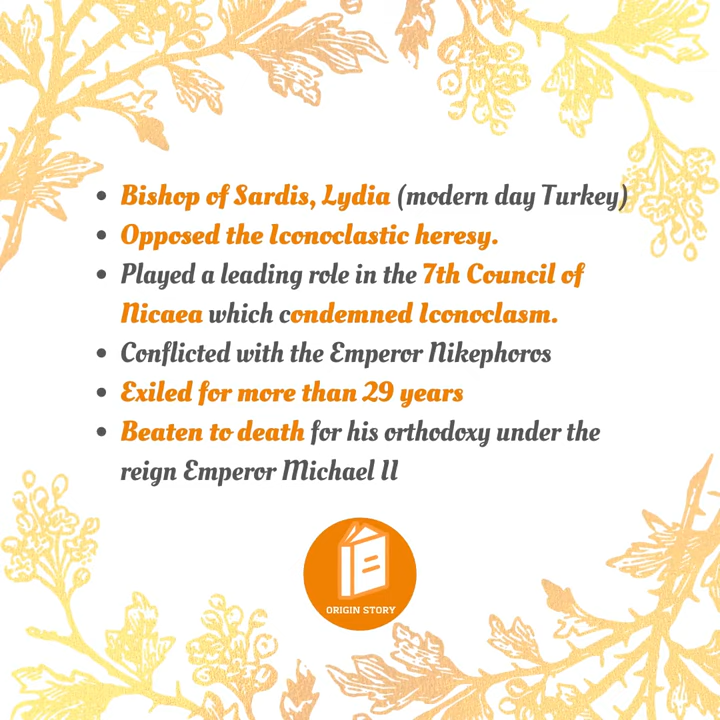 • Bishop of Sardis, Lydia (modern day Turkey)
• Opposed the Iconoclastic heresy.
• Played a leading role in the 7th Council of
Nicaea which condemned Iconoclasm.
• Conflicted with the Emperor Nikephoros
• Exiled for more than 29 years
• Beaten to death for his orthodoxy under the
reign Emperor Michael II
ORIGIN STORY